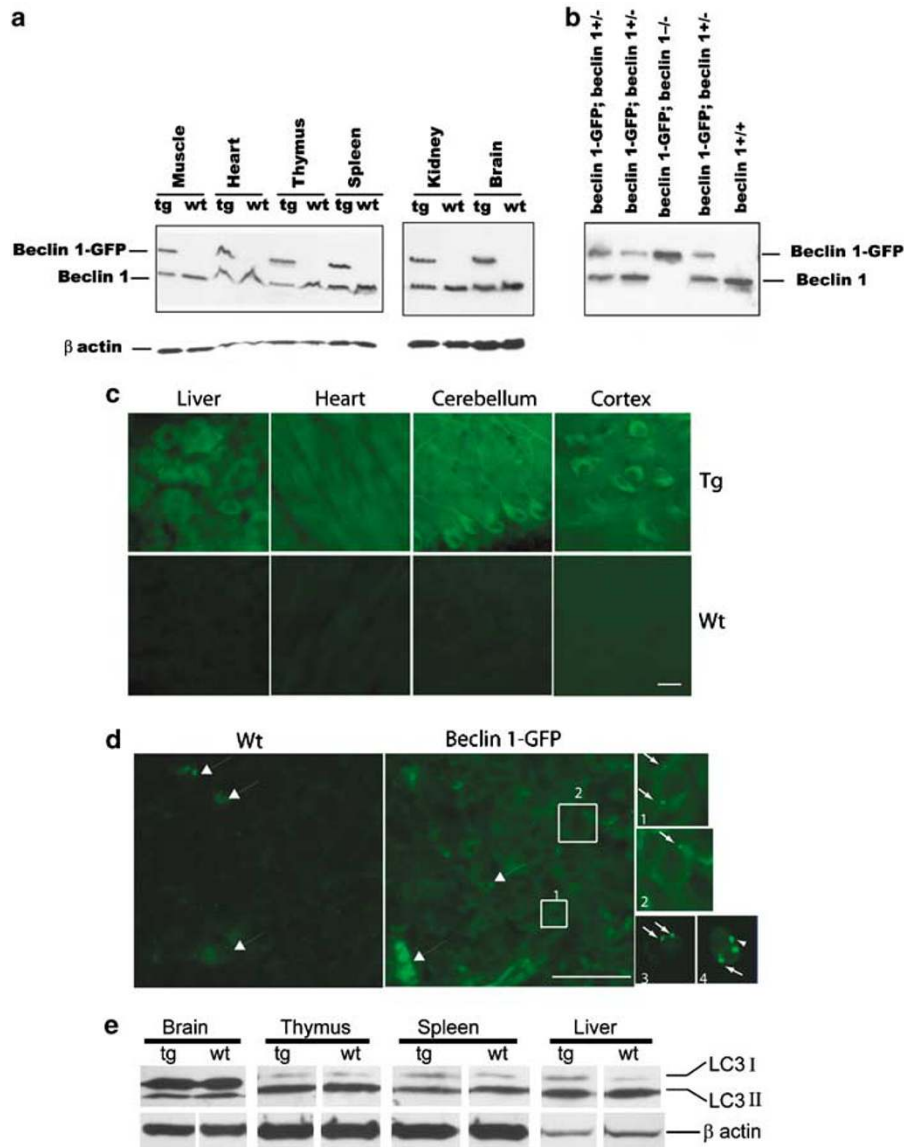 a
Muscle Heart Thymus Spleen Kidney Brain
tg wt tg wt tg wt tg wt tg wt tg wt
Beclin 1-GFP
Beclin 1
β actin
b
beclin 1-GFP; beclin 1+/-
beclin 1-GFP; beclin 1+/-
beclin 1-GFP; beclin 1-/-
beclin 1-GFP; beclin 1+/-
beclin 1+/+
Beclin 1-GFP
Beclin 1
c
Liver Heart Cerebellum Cortex
Tg
Wt
d
Wt Beclin 1-GFP
2
1
1
2
3 4
e
Brain Thymus Spleen Liver
tg wt tg wt tg wt tg wt
LC3 I
LC3 II
β actin